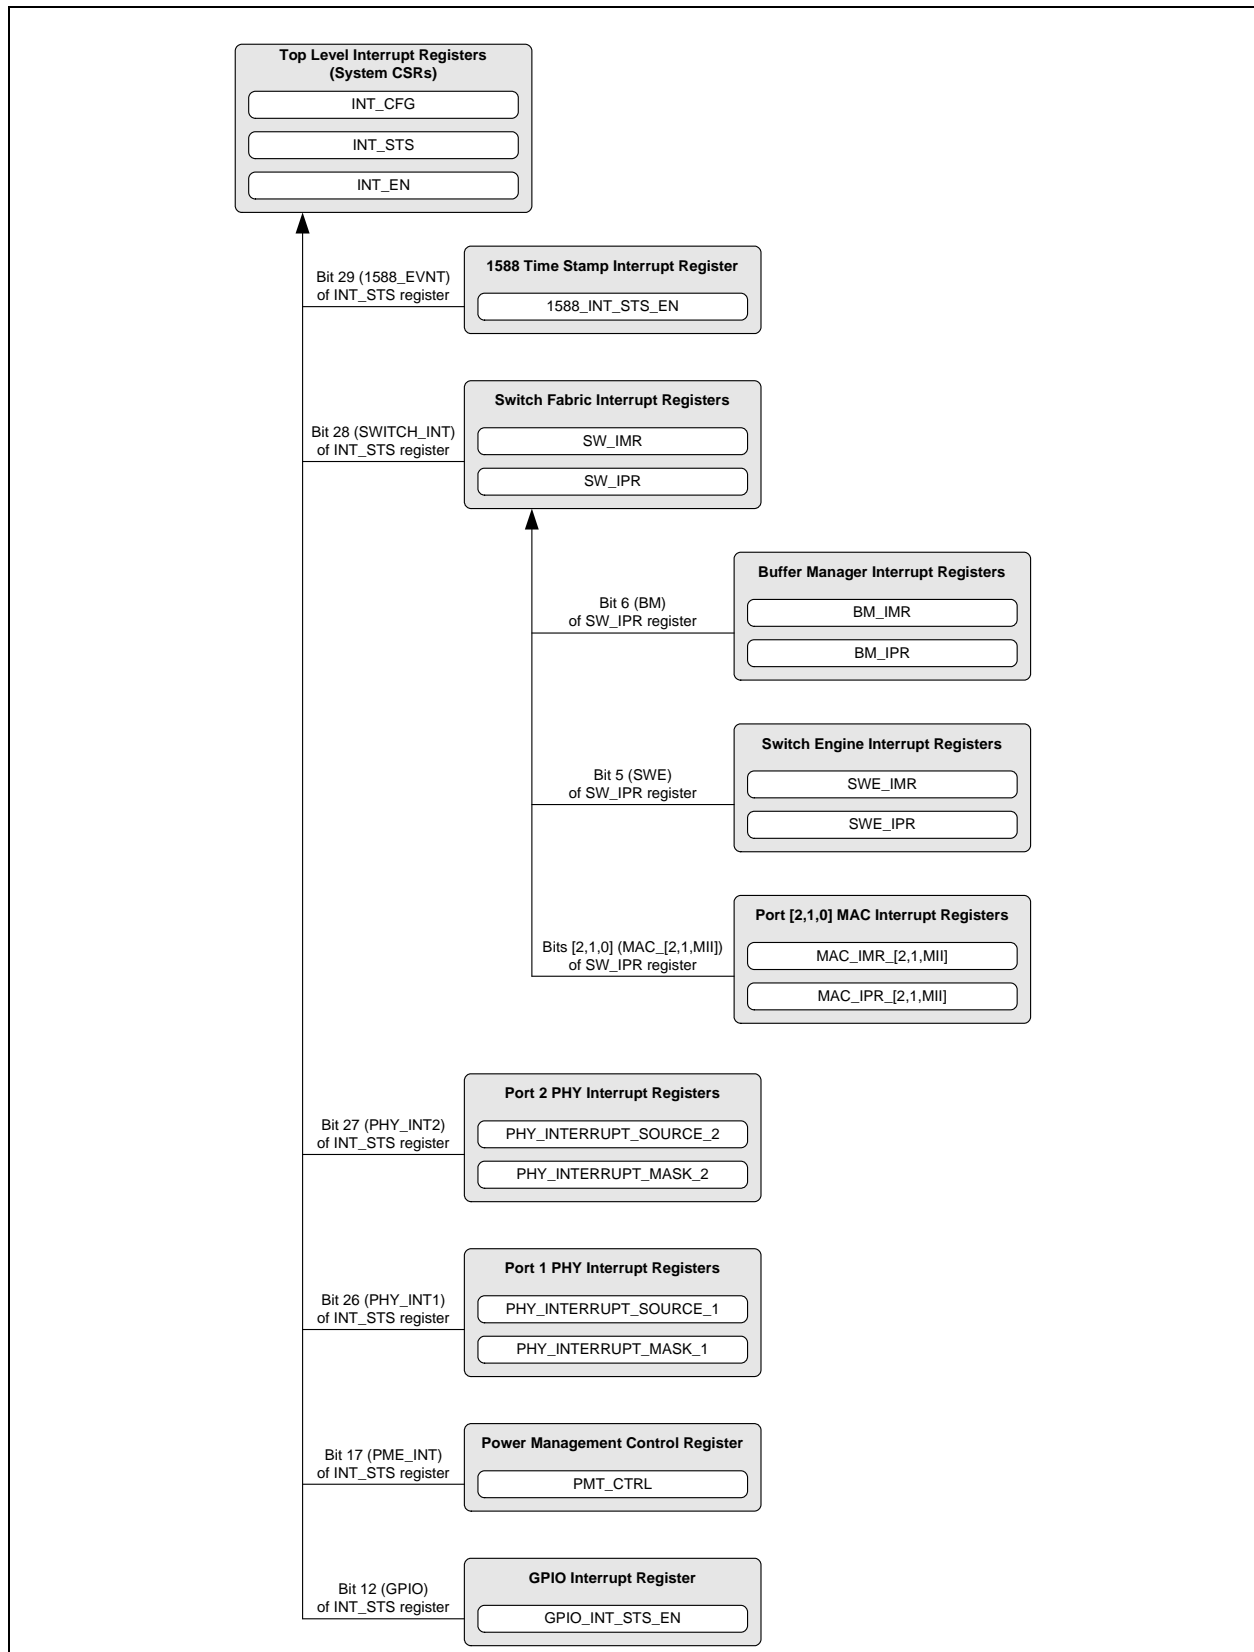 Top Level Interrupt Registers
(System CSRs)
INT_CFG
INT_STS
INT_EN
Bit 29 (1588_EVNT)
of INT_STS register
1588 Time Stamp Interrupt Register
1588_INT_STS_EN
Bit 28 (SWITCH_INT)
of INT_STS register
Switch Fabric Interrupt Registers
SW_IMR
SW_IPR
Bit 6 (BM)
of SW_IPR register
Buffer Manager Interrupt Registers
BM_IMR
BM_IPR
Bit 5 (SWE)
of SW_IPR register
Switch Engine Interrupt Registers
SWE_IMR
SWE_IPR
Bits [2,1,0] (MAC_[2,1,MII])
of SW_IPR register
Port [2,1,0] MAC Interrupt Registers
MAC_IMR_[2,1,MII]
MAC_IPR_[2,1,MII]
Bit 27 (PHY_INT2)
of INT_STS register
Port 2 PHY Interrupt Registers
PHY_INTERRUPT_SOURCE_2
PHY_INTERRUPT_MASK_2
Bit 26 (PHY_INT1)
of INT_STS register
Port 1 PHY Interrupt Registers
PHY_INTERRUPT_SOURCE_1
PHY_INTERRUPT_MASK_1
Bit 17 (PME_INT)
of INT_STS register
Power Management Control Register
PMT_CTRL
Bit 12 (GPIO)
of INT_STS register
GPIO Interrupt Register
GPIO_INT_STS_EN